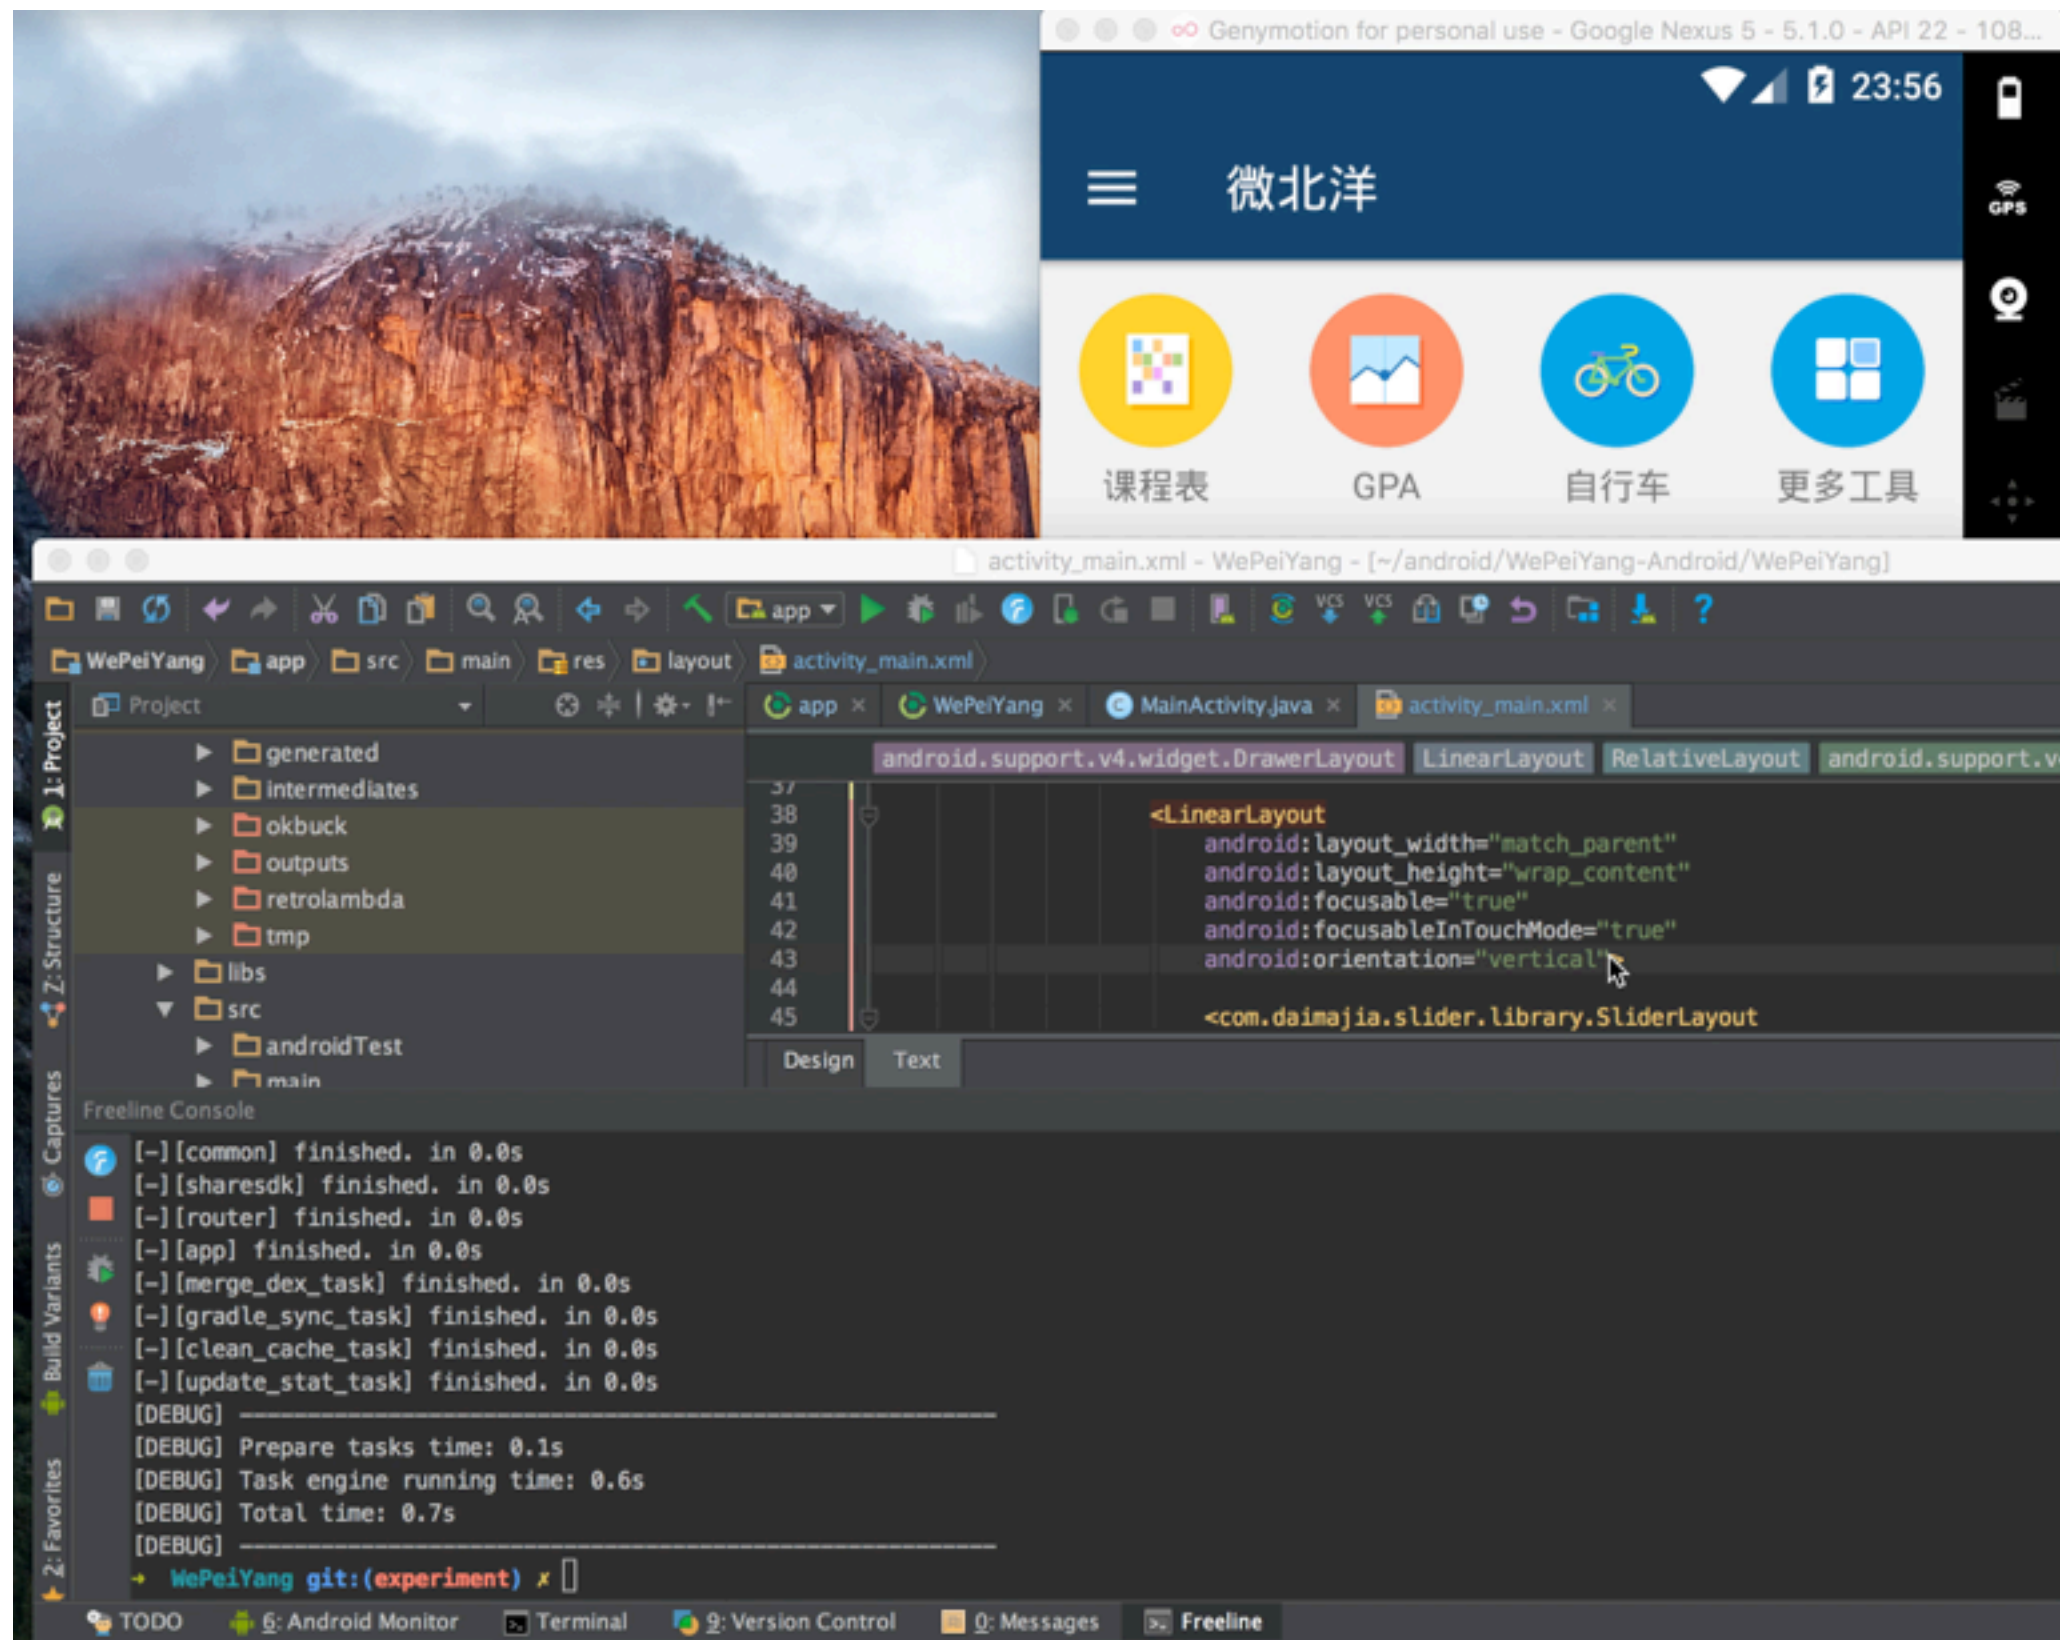 Genymotion for personal use - Google Nexus 5 - 5.1.0 - API 22 - 108...
23:56
微北洋
GPS
课程表 GPA 自行车 更多工具
activity_main.xml - WePeiYang - [~/android/WePeiYang-Android/WePeiYang]
app VCS VCS ?
WePeiYang app src main res layout activity_main.xml
1: Project
Z: Structure
Captures
Build Variants
2: Favorites
Project
generated
intermediates
okbuck
outputs
retrolambda
tmp
libs
src
androidTest
main
app WePeiYang MainActivity.java activity_main.xml
android.support.v4.widget.DrawerLayout LinearLayout RelativeLayout android.support.v
37
38 <LinearLayout
39 android:layout_width="match_parent"
40 android:layout_height="wrap_content"
41 android:focusable="true"
42 android:focusableInTouchMode="true"
43 android:orientation="vertical">
44
45 <com.daimajia.slider.library.SliderLayout
Design Text
Freeline Console
[-][common] finished. in 0.0s
[-][sharesdk] finished. in 0.0s
[-][router] finished. in 0.0s
[-][app] finished. in 0.0s
[-][merge_dex_task] finished. in 0.0s
[-][gradle_sync_task] finished. in 0.0s
[-][clean_cache_task] finished. in 0.0s
[-][update_stat_task] finished. in 0.0s
[DEBUG] --------------------------------------------------------
[DEBUG] Prepare tasks time: 0.1s
[DEBUG] Task engine running time: 0.6s
[DEBUG] Total time: 0.7s
[DEBUG] --------------------------------------------------------
→ WePeiYang git:(experiment) ✗
TODO 6: Android Monitor Terminal 9: Version Control 0: Messages Freeline